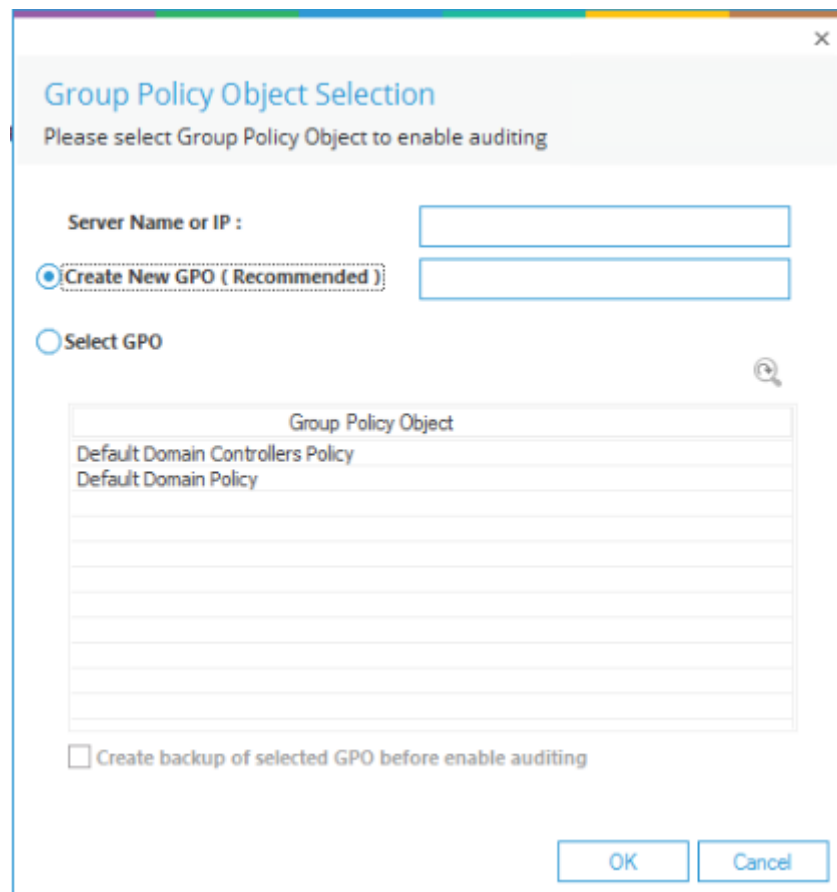 Group Policy Object Selection
Please select Group Policy Object to enable auditing
Server Name or IP :
Create New GPO ( Recommended )
Select GPO
Group Policy Object
Default Domain Controllers Policy
Default Domain Policy
Create backup of selected GPO before enable auditing
OK Cancel